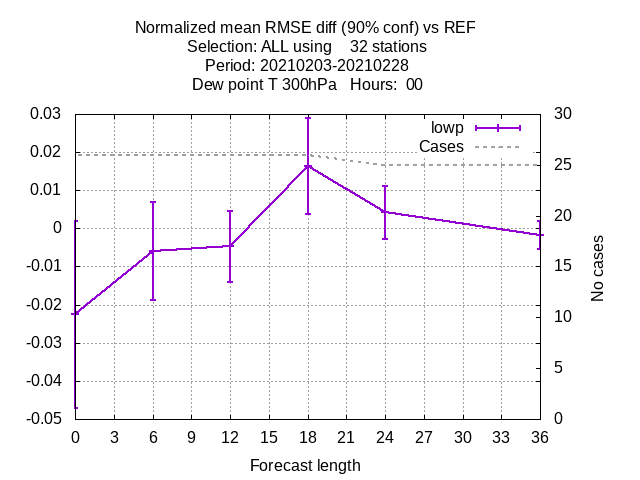 Normalized mean RMSE diff (90% conf) vs REF
Selection: ALL using    32 stations
Period: 20210203-20210228
Dew point T 300hPa   Hours:  00
lowp
Cases
0.03
0.02
0.01
0
-0.01
-0.02
-0.03
-0.04
-0.05
30
25
20
15
10
5
0
No cases
0 3 6 9 12 15 18 21 24 27 30 33 36
Forecast length